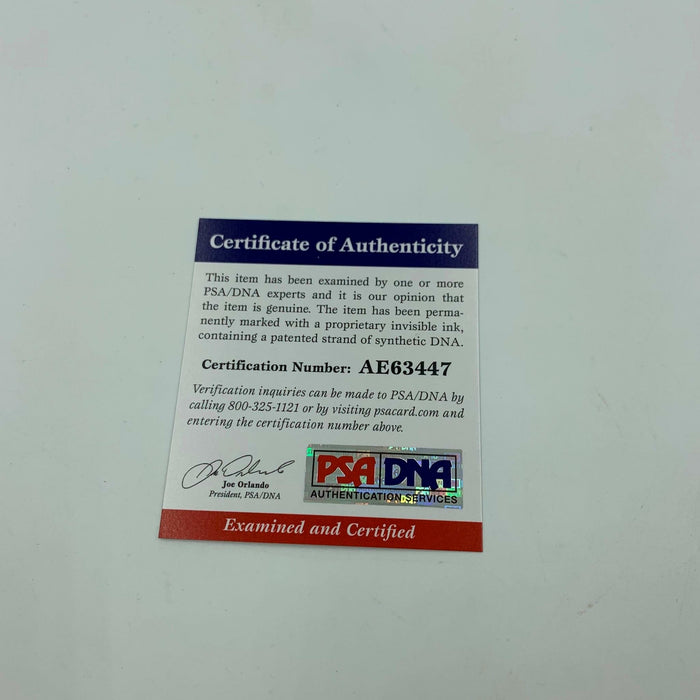 Certificate of Authenticity
This item has been examined by one or more
PSA/DNA experts and it is our opinion that
the item is genuine. The item has been perma-
nently marked with a proprietary invisible ink,
containing a patented strand of synthetic DNA.
Certification Number: AE63447
Verification inquiries can be made to PSA/DNA by
calling 800-325-1121 or by visiting psacard.com and
entering the certification number above.
Joe Orlando
President, PSA/DNA
PSA DNA
AUTHENTICATION SERVICES
Examined and Certified